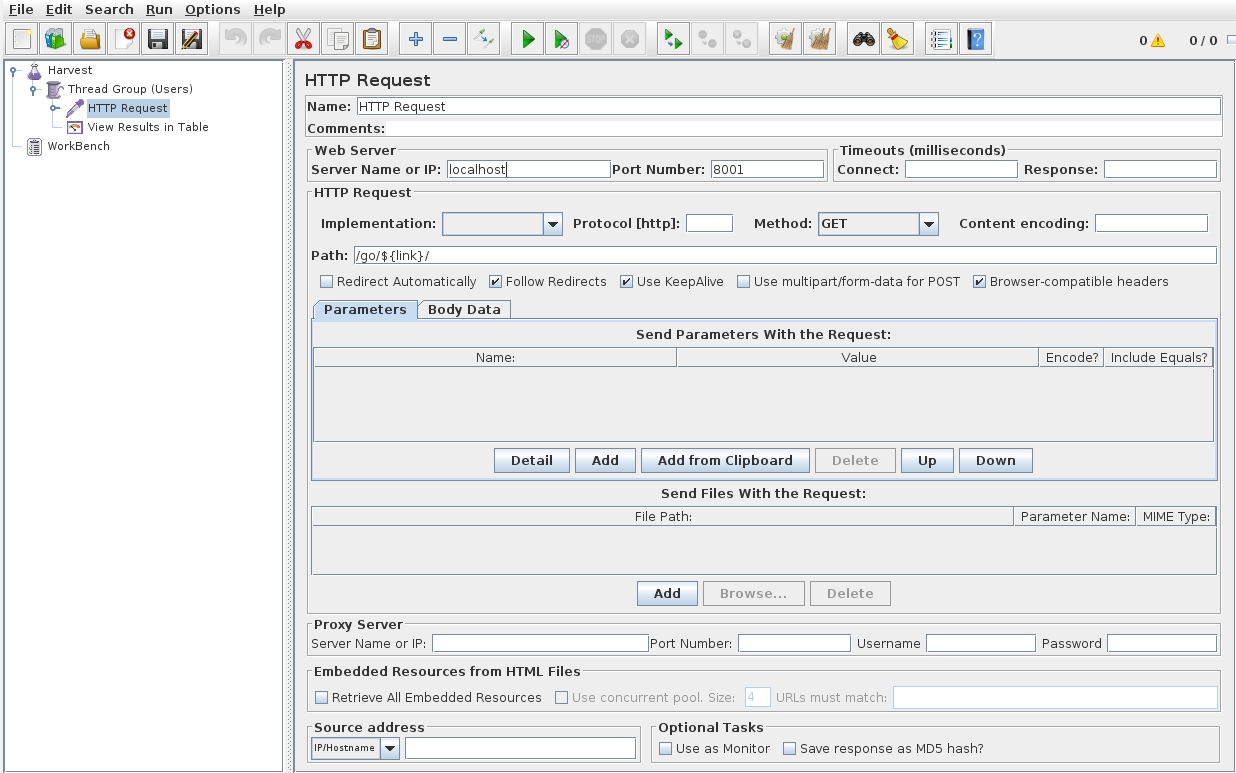 File Edit Search Run Options Help
0 0 / 0
Harvest
Thread Group (Users)
HTTP Request
View Results in Table
WorkBench
HTTP Request
Name: HTTP Request
Comments:
Web Server
Timeouts (milliseconds)
Server Name or IP: localhost Port Number: 8001
Connect: Response:
HTTP Request
Implementation: Protocol [http]: Method: GET Content encoding:
Path: /go/${link}/
Redirect Automatically Follow Redirects Use KeepAlive Use multipart/form-data for POST Browser-compatible headers
Parameters Body Data
Send Parameters With the Request:
Name: Value Encode? Include Equals?
Detail Add Add from Clipboard Delete Up Down
Send Files With the Request:
File Path: Parameter Name: MIME Type:
Add Browse... Delete
Proxy Server
Server Name or IP: Port Number: Username Password
Embedded Resources from HTML Files
Retrieve All Embedded Resources Use concurrent pool. Size: 4 URLs must match:
Source address
Optional Tasks
IP/Hostname
Use as Monitor Save response as MD5 hash?